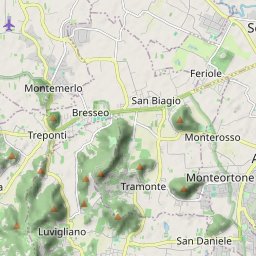 Feriole
Montemerlo
San Biagio
Bresseo
Treponti
Monterosso
Tramonte
Monteortone
Luvigliano
San Daniele